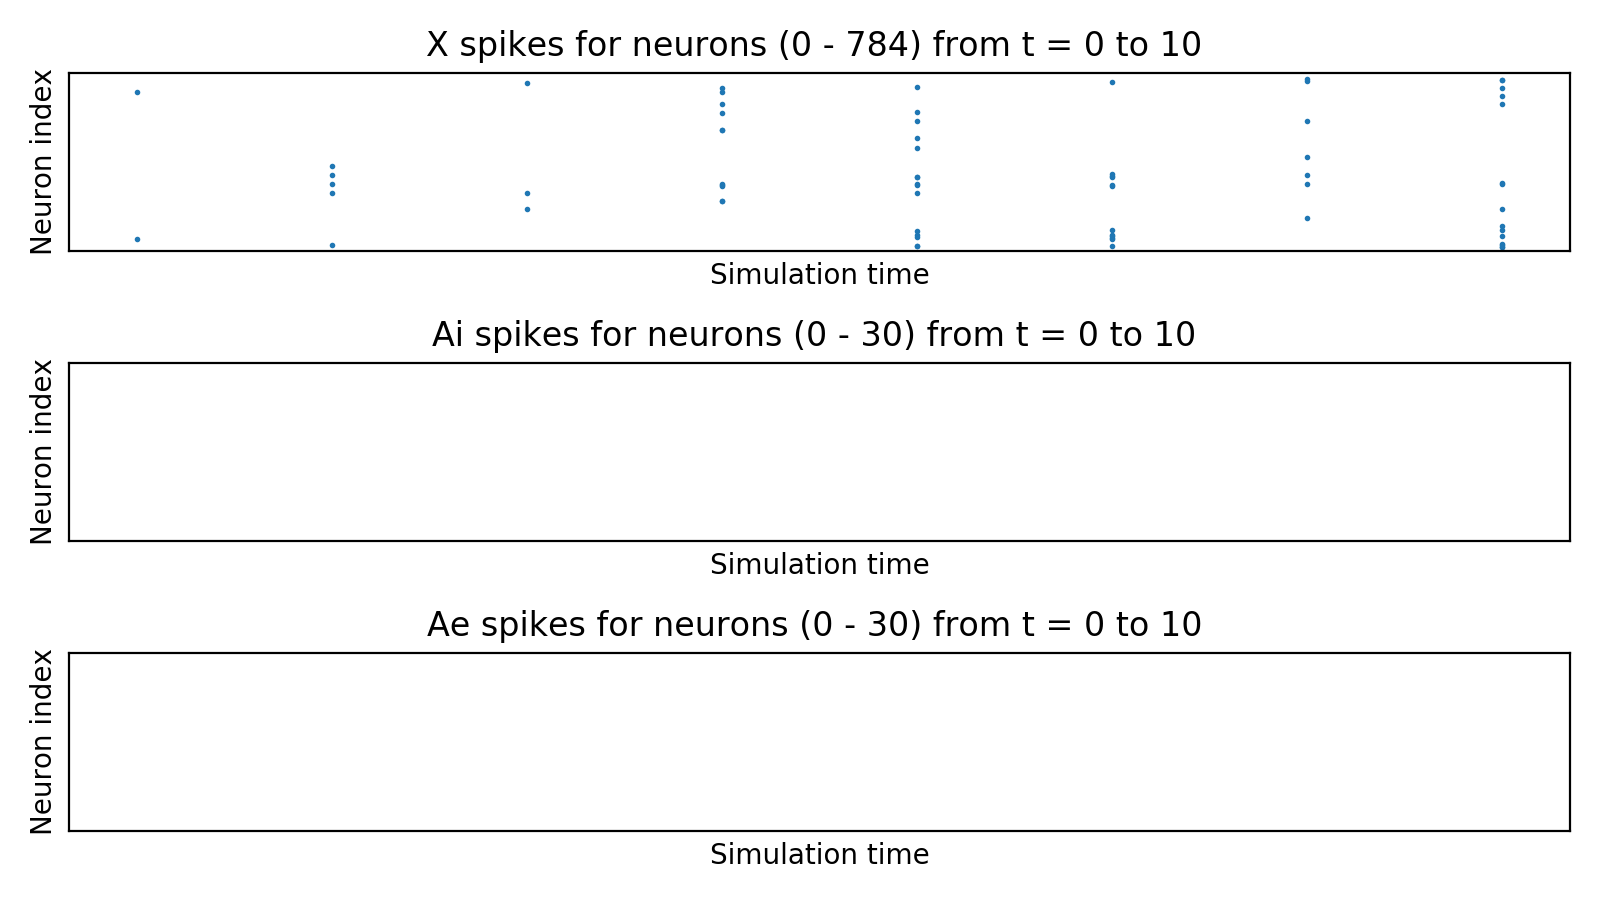 X spikes for neurons (0 - 784) from t = 0 to 10
Neuron index
Simulation time
Ai spikes for neurons (0 - 30) from t = 0 to 10
Neuron index
Simulation time
Ae spikes for neurons (0 - 30) from t = 0 to 10
Neuron index
Simulation time